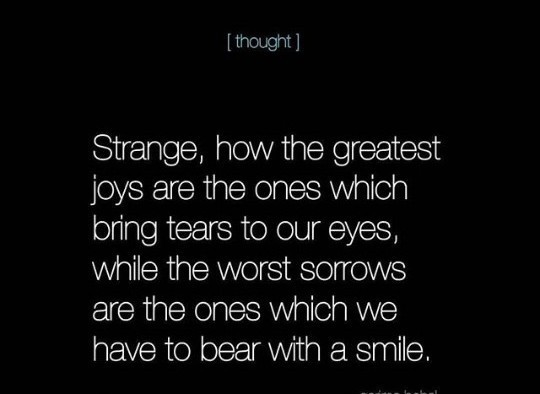 [ thought ]
Strange, how the greatest
joys are the ones which
bring tears to our eyes,
while the worst sorrows
are the ones which we
have to bear with a smile.